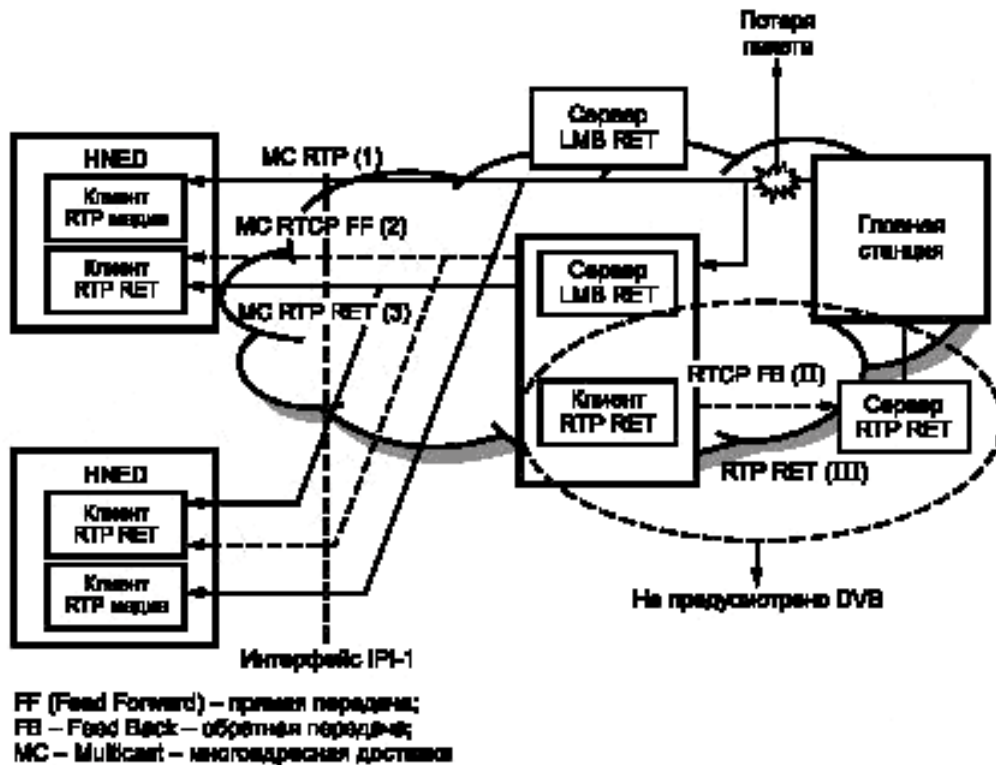 Потеря
пакета
Сервер
LMB RET
HNED
MC RTP (1)
Клиент
RTP медиа
Главная
станция
MC RTCP FF (2)
Клиент
RTP RET
Сервер
LMB RET
MC RTP RET (3)
RTCP FB (II)
Клиент
RTP RET
Сервер
RTP RET
RTP RET (III)
HNED
Клиент
RTP RET
Клиент
RTP медиа
Не предусмотрено DVB
Интерфейс IPI-1
FF (Feed Forward) – прямая передача;
FB – Feed Back – обратная передача;
MC – Multicast – многоадресная доставка